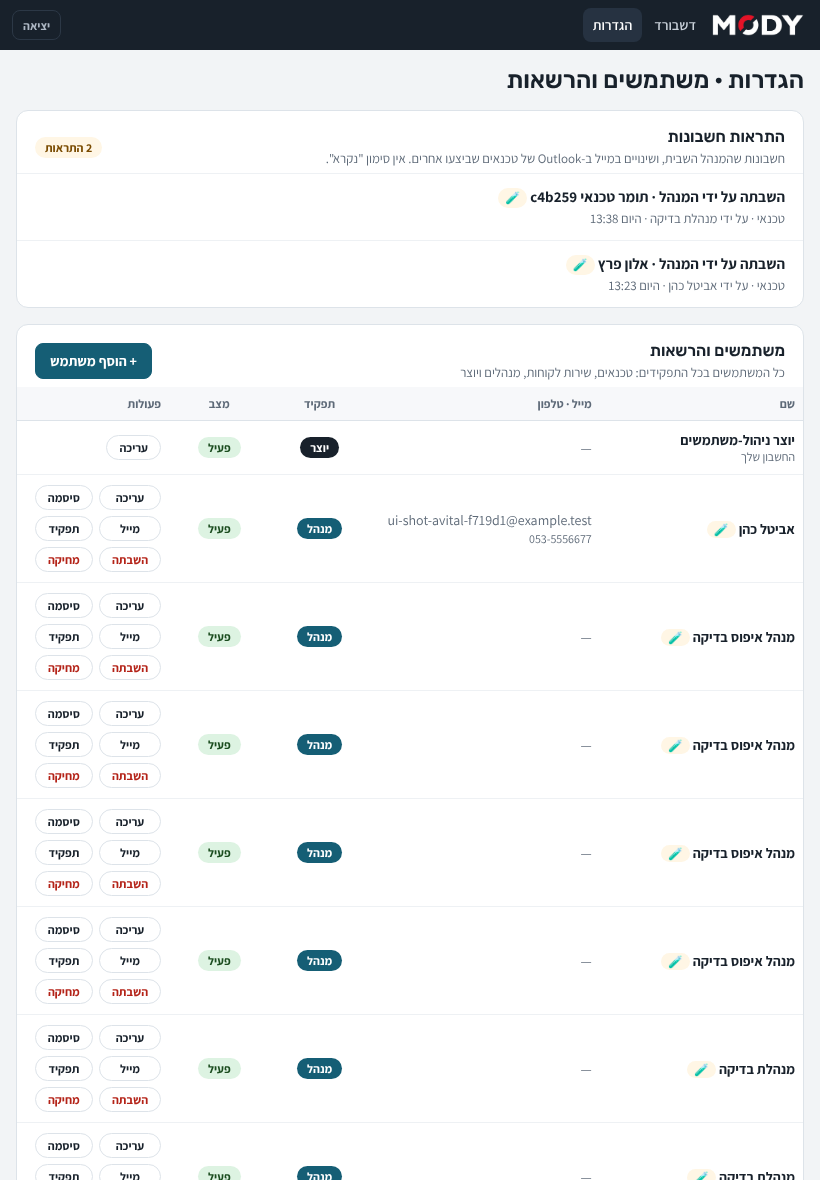 MODY
דשבורד
הגדרות
יציאה
הגדרות • משתמשים והרשאות
התראות חשבונות
חשבונות שהמנהל השבית, ושינויים במייל ב-Outlook של טכנאים שביצעו אחרים. אין סימון "נקרא".
2 התראות
השבתה על ידי המנהל · תומר טכנאי c4b259 🧪
טכנאי · על ידי מנהלת בדיקה · היום 13:38
השבתה על ידי המנהל · אלון פרץ 🧪
טכנאי · על ידי אביטל כהן · היום 13:23
משתמשים והרשאות
כל המשתמשים בכל התפקידים: טכנאים, שירות לקוחות, מנהלים ויוצר
+ הוסף משתמש
שם מייל · טלפון תפקיד מצב פעולות
יוצר ניהול-משתמשים — יוצר פעיל עריכה
החשבון שלך
אביטל כהן 🧪
ui-shot-avital-f719d1@example.test
053-5556677
מנהל פעיל
עריכה סיסמה
מייל תפקיד
השבתה מחיקה
מנהל איפוס בדיקה 🧪 — מנהל פעיל
עריכה סיסמה
מייל תפקיד
השבתה מחיקה
מנהל איפוס בדיקה 🧪 — מנהל פעיל
עריכה סיסמה
מייל תפקיד
השבתה מחיקה
מנהל איפוס בדיקה 🧪 — מנהל פעיל
עריכה סיסמה
מייל תפקיד
השבתה מחיקה
מנהל איפוס בדיקה 🧪 — מנהל פעיל
עריכה סיסמה
מייל תפקיד
השבתה מחיקה
מנהלת בדיקה 🧪 — מנהל פעיל
עריכה סיסמה
מייל תפקיד
השבתה מחיקה
מנהלת בדיקה 🧪 — מנהל פעיל
עריכה סיסמה
מייל תפקיד